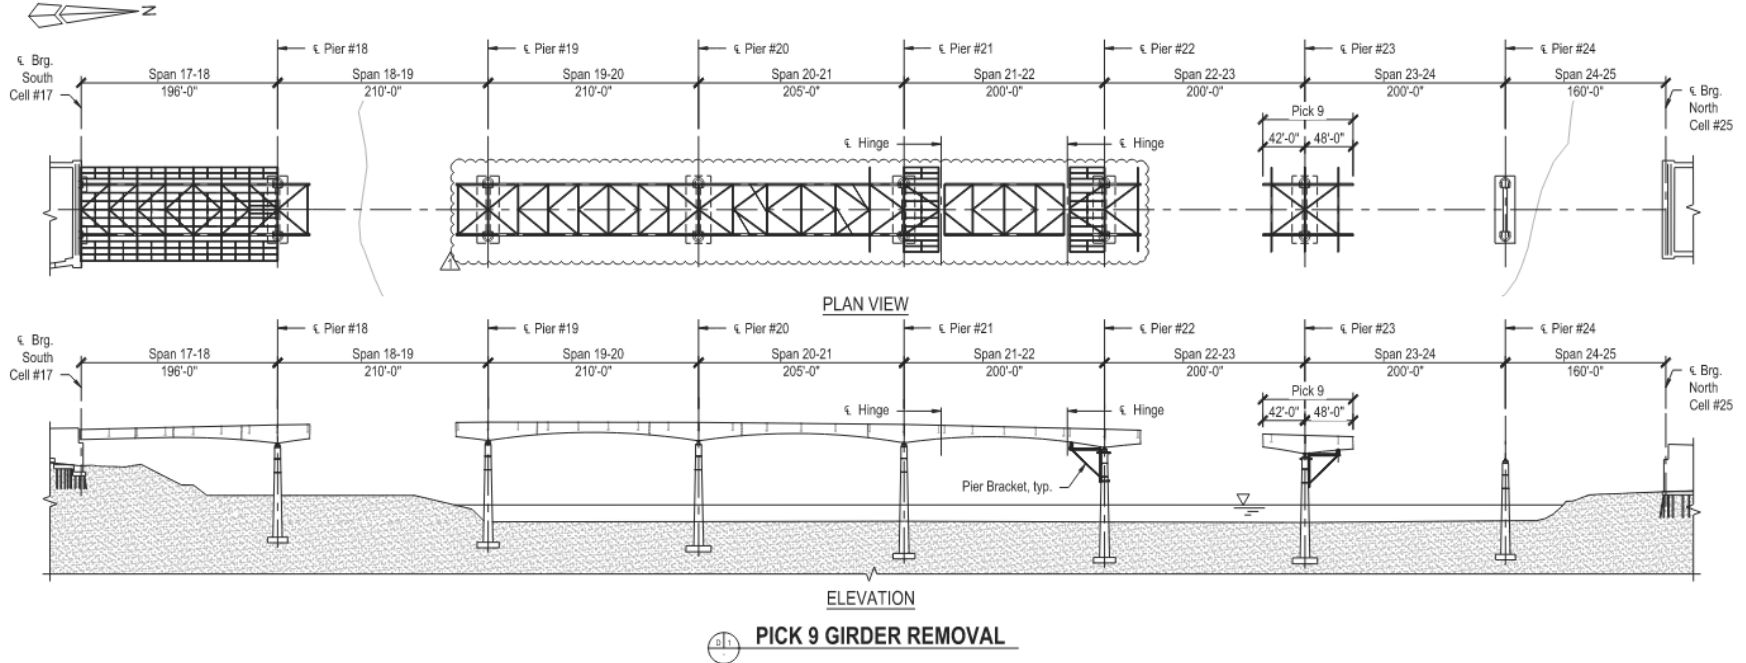 N
℄ Pier #18
℄ Pier #19
℄ Pier #20
℄ Pier #21
℄ Pier #22
℄ Pier #23
℄ Pier #24
℄ Brg.
South
Cell #17
Span 17-18
196'-0"
Span 18-19
210'-0"
Span 19-20
210'-0"
Span 20-21
205'-0"
Span 21-22
200'-0"
Span 22-23
200'-0"
Span 23-24
200'-0"
Span 24-25
160'-0"
℄ Brg.
North
Cell #25
Pick 9
42'-0"
48'-0"
℄ Hinge
℄ Hinge
1
PLAN VIEW
℄ Pier #18
℄ Pier #19
℄ Pier #20
℄ Pier #21
℄ Pier #22
℄ Pier #23
℄ Pier #24
℄ Brg.
South
Cell #17
Span 17-18
196'-0"
Span 18-19
210'-0"
Span 19-20
210'-0"
Span 20-21
205'-0"
Span 21-22
200'-0"
Span 22-23
200'-0"
Span 23-24
200'-0"
Span 24-25
160'-0"
℄ Brg.
North
Cell #25
Pick 9
42'-0"
48'-0"
℄ Hinge
℄ Hinge
Pier Bracket, typ.
ELEVATION
PICK 9 GIRDER REMOVAL